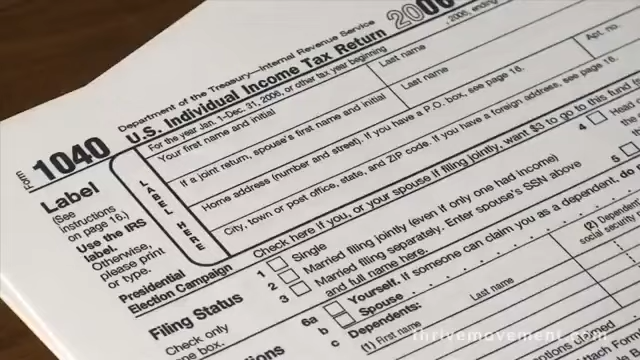 Department of the Treasury—Internal Revenue Service
Form 1040
U.S. Individual Income Tax Return 2006
For the year Jan. 1–Dec. 31, 2006, or other tax year beginning , 2006, ending
Label
(See
instructions
on page 16.)
Use the IRS
label.
Otherwise,
please print
or type.
LABEL HERE
Your first name and initial
Last name
If a joint return, spouse's first name and initial
Last name
Home address (number and street). If you have a P.O. box, see page 16.
Apt. no.
City, town or post office, state, and ZIP code. If you have a foreign address, see page 16.
Presidential
Election Campaign
Check here if you, or your spouse if filing jointly, want $3 to go to this fund
Filing Status
Check only
one box.
1 Single
2 Married filing jointly (even if only one had income)
3 Married filing separately. Enter spouse's SSN above
and full name here.
4 Head
5
6a Yourself. If someone can claim you as a dependent, do
b Spouse
c Dependents:
(1) First name
Last name
(2) Dependent
social securit
thrivemovement.com